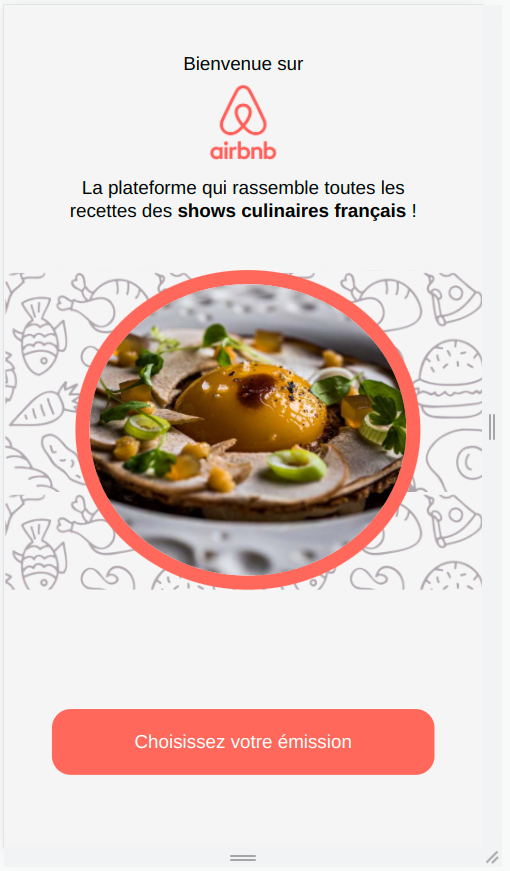 Bienvenue sur
airbnb
La plateforme qui rassemble toutes les
recettes des shows culinaires français !
Choisissez votre émission